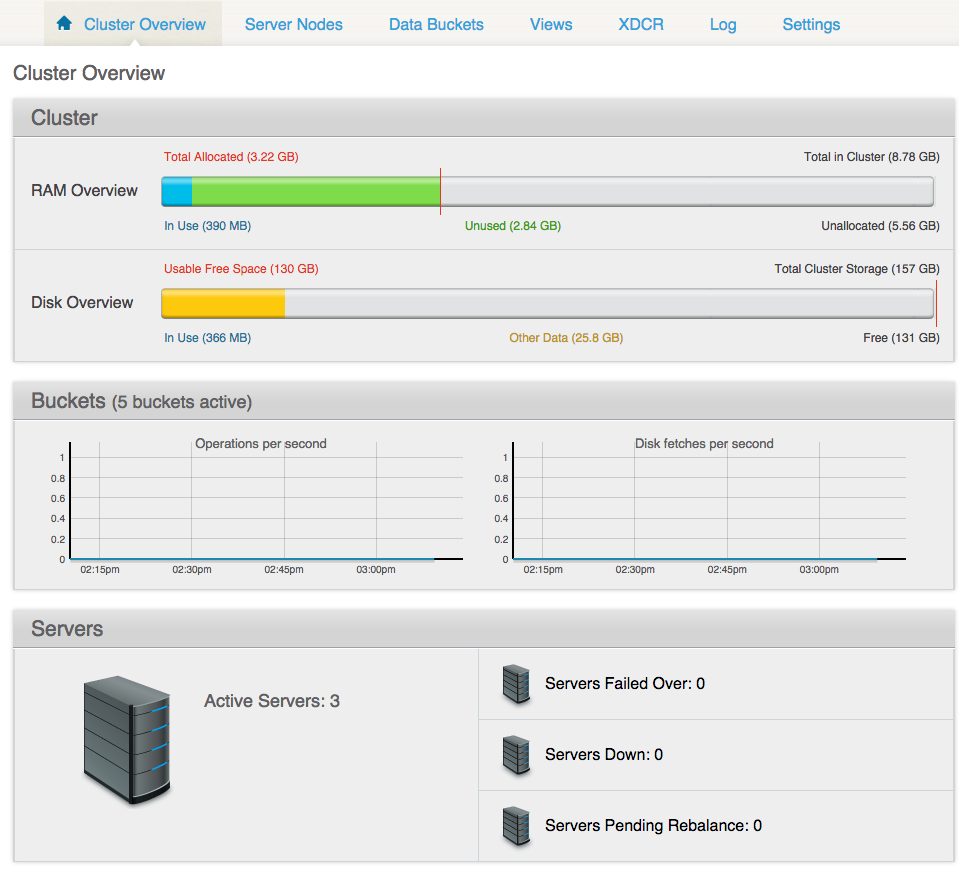 Cluster Overview Server Nodes Data Buckets Views XDCR Log Settings
Cluster Overview
Cluster
Total Allocated (3.22 GB) Total in Cluster (8.78 GB)
RAM Overview
In Use (390 MB) Unused (2.84 GB) Unallocated (5.56 GB)
Usable Free Space (130 GB) Total Cluster Storage (157 GB)
Disk Overview
In Use (366 MB) Other Data (25.8 GB) Free (131 GB)
Buckets (5 buckets active)
Operations per second
1
0.8
0.6
0.4
0.2
0
02:15pm 02:30pm 02:45pm 03:00pm
Disk fetches per second
1
0.8
0.6
0.4
0.2
0
02:15pm 02:30pm 02:45pm 03:00pm
Servers
Active Servers: 3
Servers Failed Over: 0
Servers Down: 0
Servers Pending Rebalance: 0